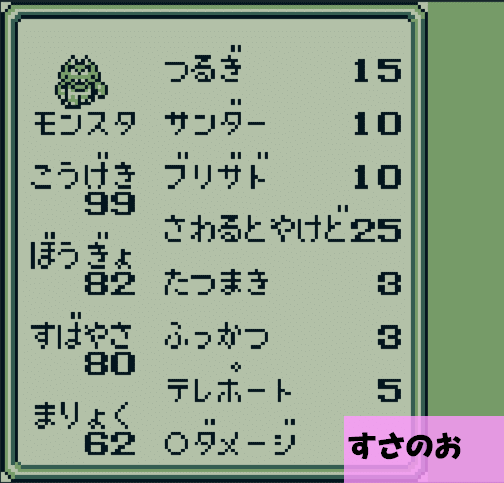 つるぎ 15
モンスタ サンダー 10
こうげき ブリザド 10
99
さわるとやけど 25
ぼうぎょ
82 たつまき 3
すばやさ ふっかつ 3
80
テレポート 5
まりょく
62 〇ダメージ
すさのお